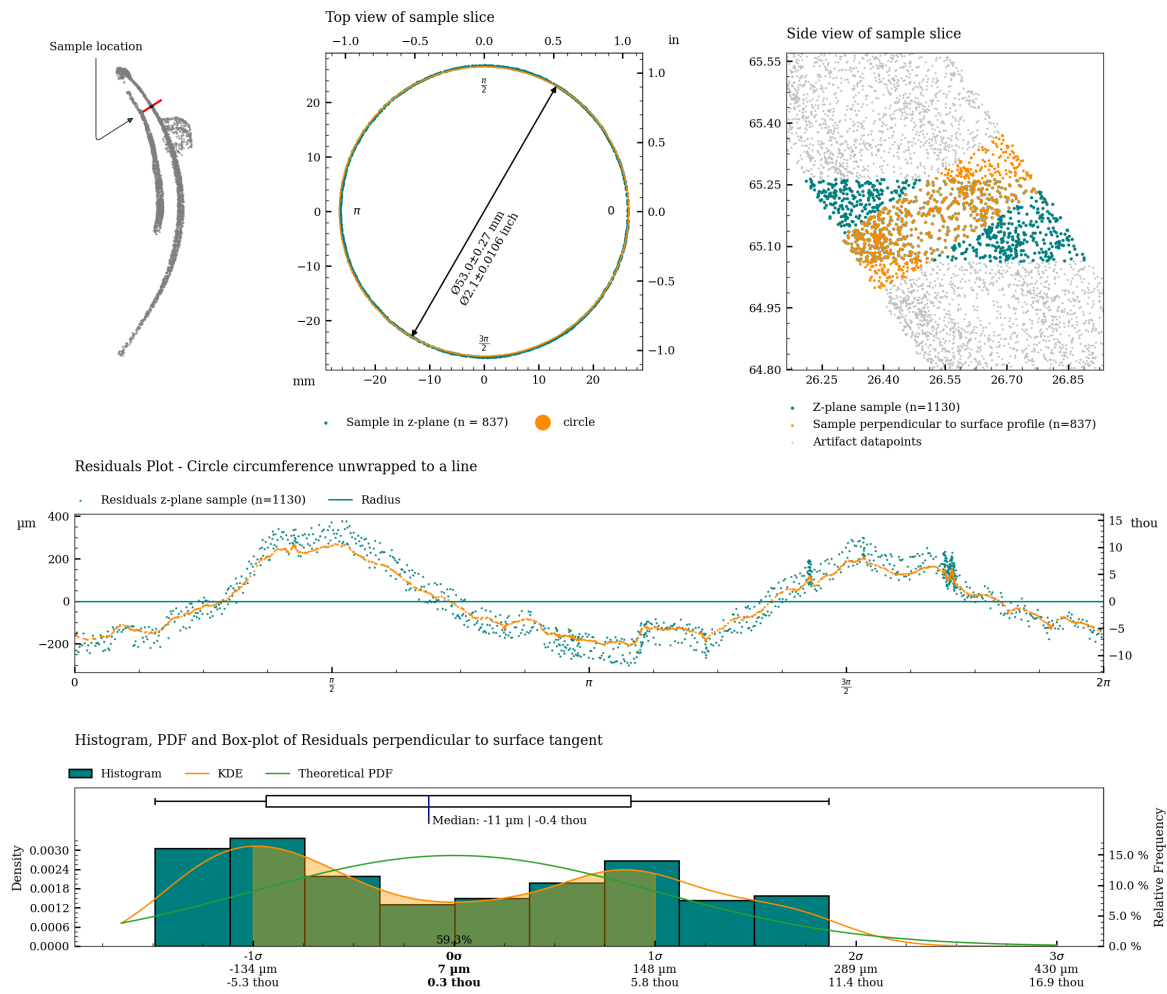 Top view of sample slice
Sample location
−1.0 −0.5 0.0 0.5 1.0 in
Side view of sample slice
65.55
65.40
65.25
65.10
64.95
64.80
26.25 26.40 26.55 26.70 26.85
20
10
0
−10
−20
1.0
0.5
0.0
−0.5
−1.0
π/2
π
0
3π/2
Ø53.0±0.27 mm
Ø2.1±0.0106 inch
mm
−20 −10 0 10 20
Sample in z-plane (n = 837) circle
Z-plane sample (n=1130)
Sample perpendicular to surface profile (n=837)
Artifact datapoints
Residuals Plot - Circle circumference unwrapped to a line
Residuals z-plane sample (n=1130) Radius
µm
400
200
0
−200
15 thou
10
5
0
−5
−10
0 π/2 π 3π/2 2π
Histogram, PDF and Box-plot of Residuals perpendicular to surface tangent
Histogram KDE Theoretical PDF
Median: -11 µm | -0.4 thou
Density
0.0030
0.0024
0.0018
0.0012
0.0006
0.0000
15.0 %
10.0 %
5.0 %
0.0 %
Relative Frequency
59.3%
-1σ 0σ 1σ 2σ 3σ
-134 µm 7 µm 148 µm 289 µm 430 µm
-5.3 thou 0.3 thou 5.8 thou 11.4 thou 16.9 thou